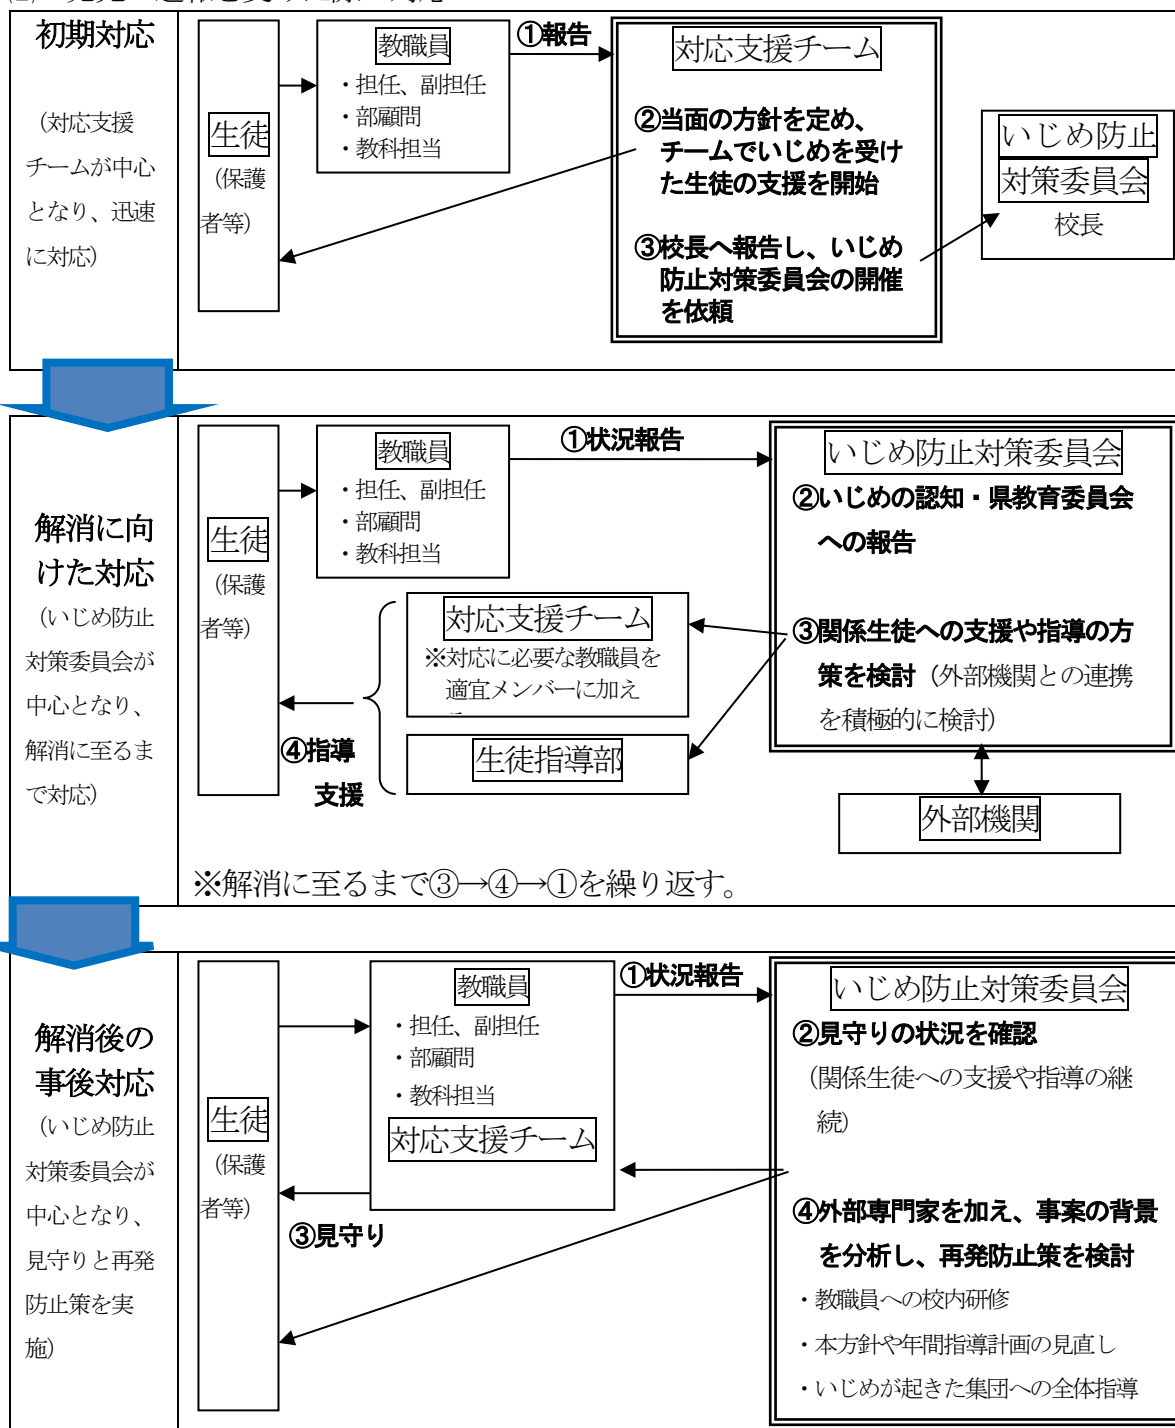 初期対応
（対応支援
チームが中心
となり、迅速
に対応）
生徒
（保護
者等）
教職員
・担任、副担任
・部顧問
・教科担当
①報告
対応支援チーム
②当面の方針を定め、
チームでいじめを受け
た生徒の支援を開始
③校長へ報告し、いじめ
防止対策委員会の開催
を依頼
いじめ防止
対策委員会
校長
解消に向
けた対応
（いじめ防止
対策委員会が
中心となり、
解消に至るま
で対応）
生徒
（保護
者等）
教職員
・担任、副担任
・部顧問
・教科担当
①状況報告
いじめ防止対策委員会
②いじめの認知・県教育委員会
への報告
③関係生徒への支援や指導の方
策を検討（外部機関との連携
を積極的に検討）
対応支援チーム
※対応に必要な教職員を
適宜メンバーに加え
生徒指導部
④指導
支援
外部機関
※解消に至るまで③→④→①を繰り返す。
解消後の
事後対応
（いじめ防止
対策委員会が
中心となり、
見守りと再発
防止策を実
施）
生徒
（保護
者等）
教職員
・担任、副担任
・部顧問
・教科担当
対応支援チーム
①状況報告
③見守り
いじめ防止対策委員会
②見守りの状況を確認
（関係生徒への支援や指導の継
続）
④外部専門家を加え、事案の背景
を分析し、再発防止策を検討
・教職員への校内研修
・本方針や年間指導計画の見直し
・いじめが起きた集団への全体指導